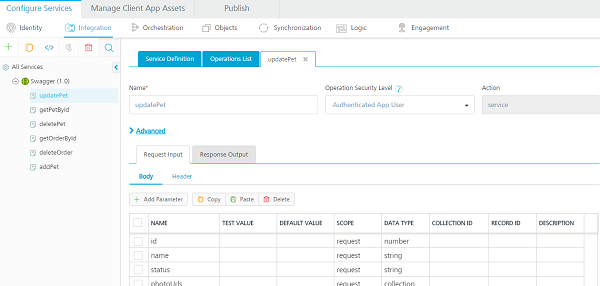 Configure Services Manage Client App Assets Publish
Identity Integration Orchestration Objects Synchronization Logic Engagement
All Services
Swagger (1.0)
updatePet
getPetById
deletePet
getOrderById
deleteOrder
addPet
Service Definition Operations List updatePet
Name* Operation Security Level Action
updatePet Authenticated App User service
Advanced
Request Input Response Output
Body Header
Add Parameter Copy Paste Delete
NAME TEST VALUE DEFAULT VALUE SCOPE DATA TYPE COLLECTION ID RECORD ID DESCRIPTION
id request number
name request string
status request string
photoUrls request collection